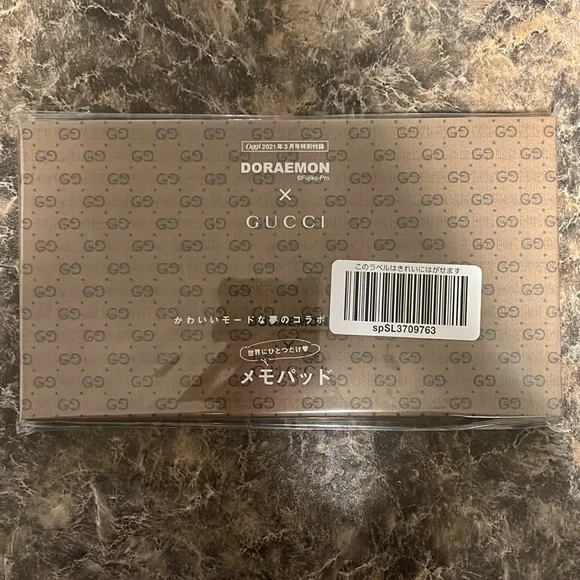 Oggi 2021年3月号特別付録
DORAEMON
©Fujiko-Pro
×
GUCCI
このラベルはきれいにはがせます
spSL3709763
かわいいモードな夢のコラボ
世界にひとつだけ♥
メモパッド